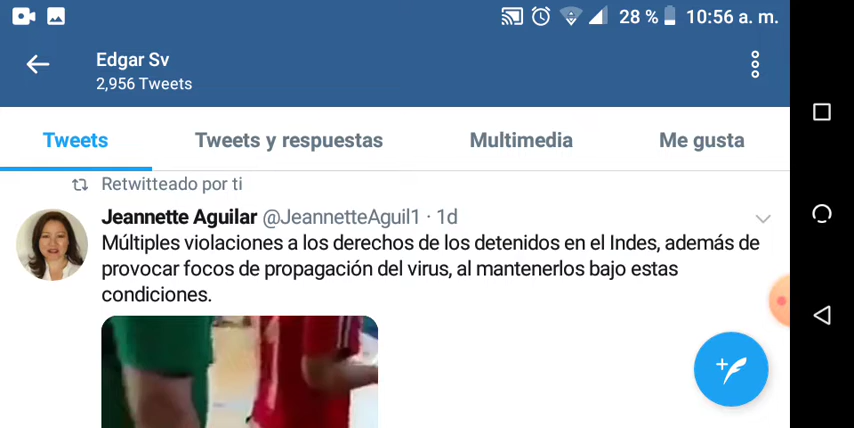 28 % 10:56 a. m.
Edgar Sv
2,956 Tweets
Tweets Tweets y respuestas Multimedia Me gusta
Retwitteado por ti
Jeannette Aguilar @JeannetteAguil1 · 1d
Múltiples violaciones a los derechos de los detenidos en el Indes, además de
provocar focos de propagación del virus, al mantenerlos bajo estas
condiciones.